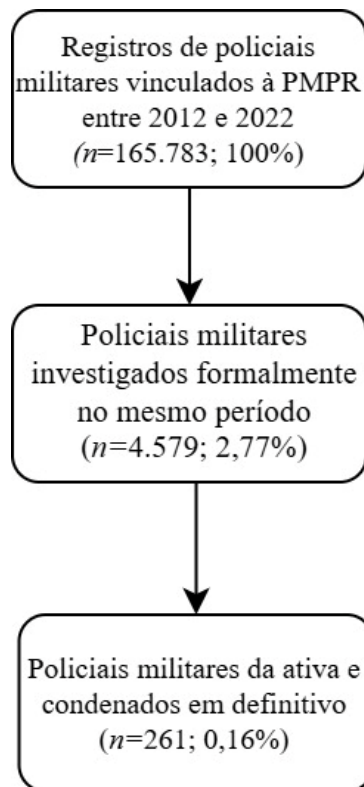 Registros de policiais
militares vinculados à PMPR
entre 2012 e 2022
(n=165.783; 100%)
Policiais militares
investigados formalmente
no mesmo período
(n=4.579; 2,77%)
Policiais militares da ativa e
condenados em definitivo
(n=261; 0,16%)